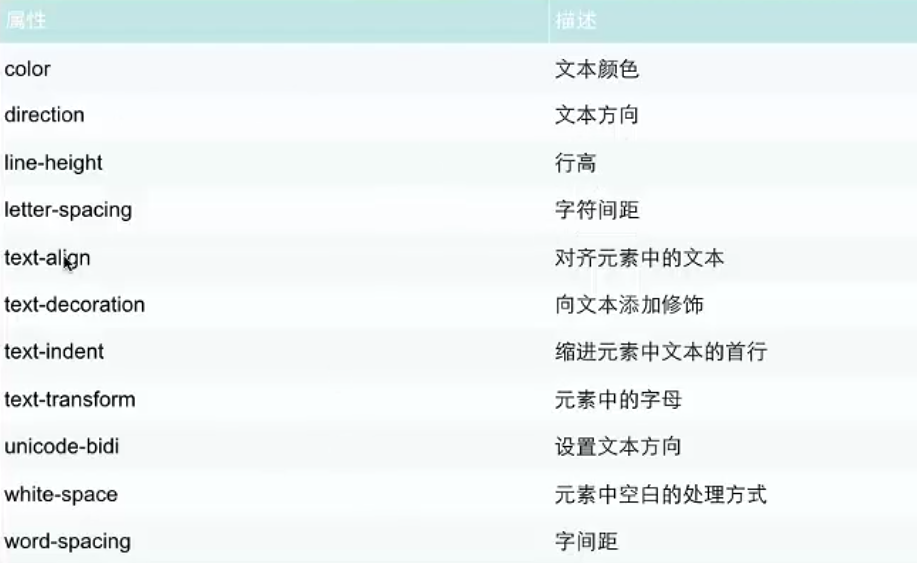 属性 描述
color 文本颜色
direction 文本方向
line-height 行高
letter-spacing 字符间距
text-align 对齐元素中的文本
text-decoration 向文本添加修饰
text-indent 缩进元素中文本的首行
text-transform 元素中的字母
unicode-bidi 设置文本方向
white-space 元素中空白的处理方式
word-spacing 字间距